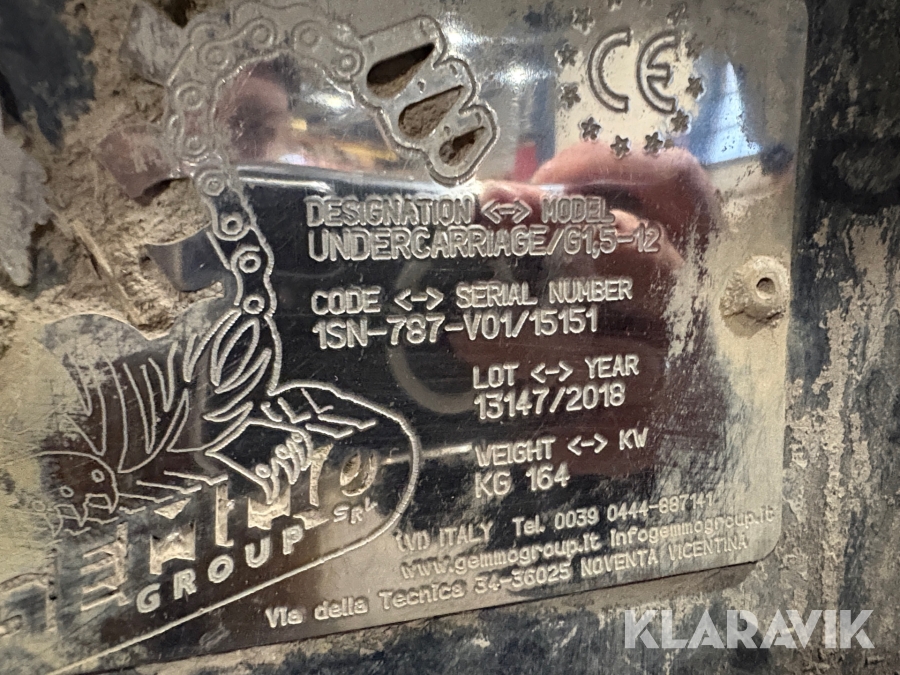 CE
DESIGNATION <-> MODEL
UNDERCARRIAGE/G1,5-12
CODE <-> SERIAL NUMBER
1SN-787-V01/15151
LOT <-> YEAR
13147/2018
WEIGHT <-> KW
KG 164
GROUP SRL
(VI) ITALY Tel. 0039 0444-887141
www.gemmogroup.it info@gemmogroup.it
Via della Tecnica 34-36025 NOVENTA VICENTINA
KLARAVIK